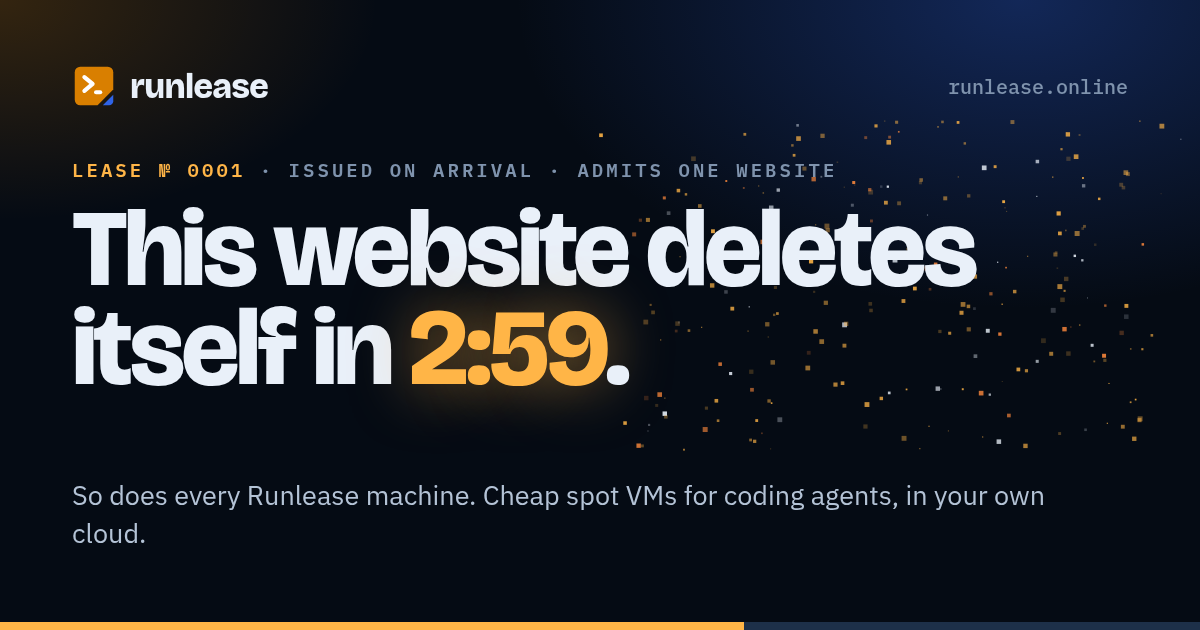 runlease
runlease.online
LEASE № 0001 · ISSUED ON ARRIVAL · ADMITS ONE WEBSITE
This website deletes
itself in 2:59.
So does every Runlease machine. Cheap spot VMs for coding agents, in your own
cloud.